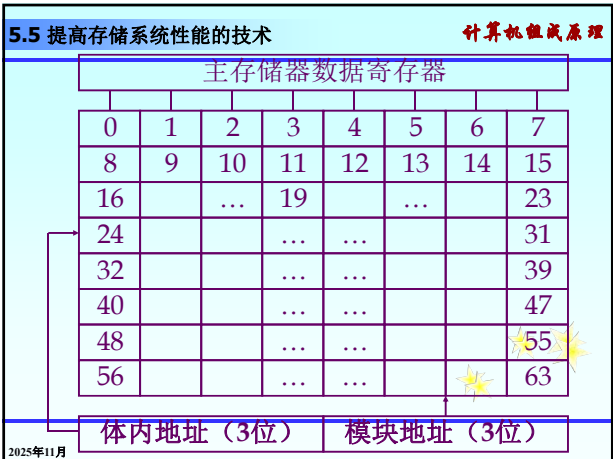 5.5 提高存储系统性能的技术 计算机组成原理
主存储器数据寄存器
0 1 2 3 4 5 6 7
8 9 10 11 12 13 14 15
16 … 19 … 23
24 … … 31
32 … … 39
40 … … 47
48 … … 55
56 … … 63
体内地址（3位） 模块地址（3位）
2025年11月